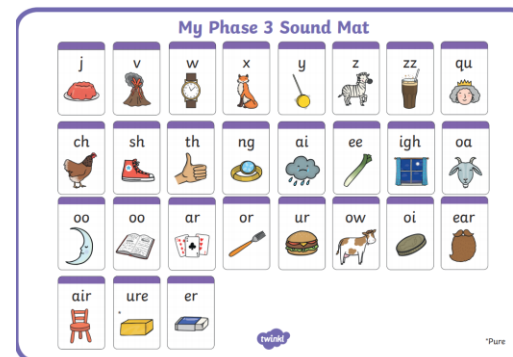 My Phase 3 Sound Mat
j v w x y z zz qu
ch sh th ng ai ee igh oa
oo oo ar or ur ow oi ear
air ure er
twinkl
*Pure